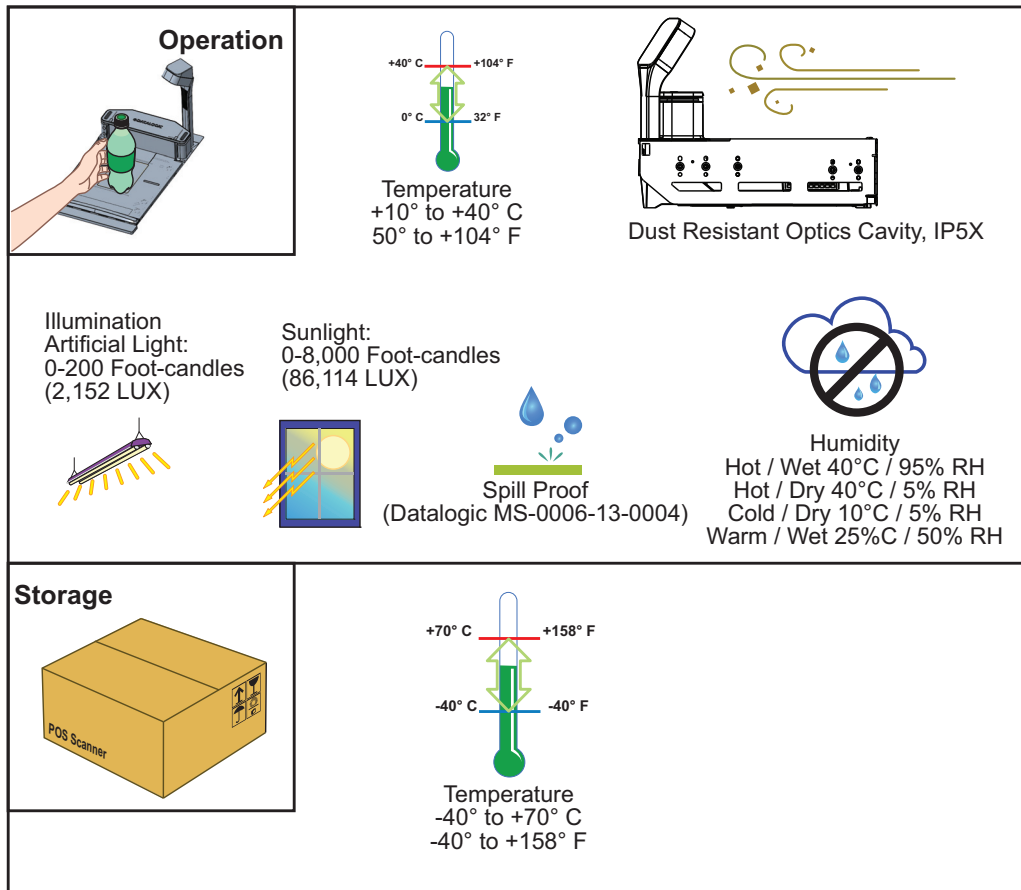 Operation
+40° C
+104° F
0° C
32° F
Temperature
+10° to +40° C
50° to +104° F
Dust Resistant Optics Cavity, IP5X
Illumination
Artificial Light:
0-200 Foot-candles
(2,152 LUX)
Sunlight:
0-8,000 Foot-candles
(86,114 LUX)
Spill Proof
(Datalogic MS-0006-13-0004)
Humidity
Hot / Wet 40°C / 95% RH
Hot / Dry 40°C / 5% RH
Cold / Dry 10°C / 5% RH
Warm / Wet 25%C / 50% RH
Storage
POS Scanner
+70° C
+158° F
-40° C
-40° F
Temperature
-40° to +70° C
-40° to +158° F